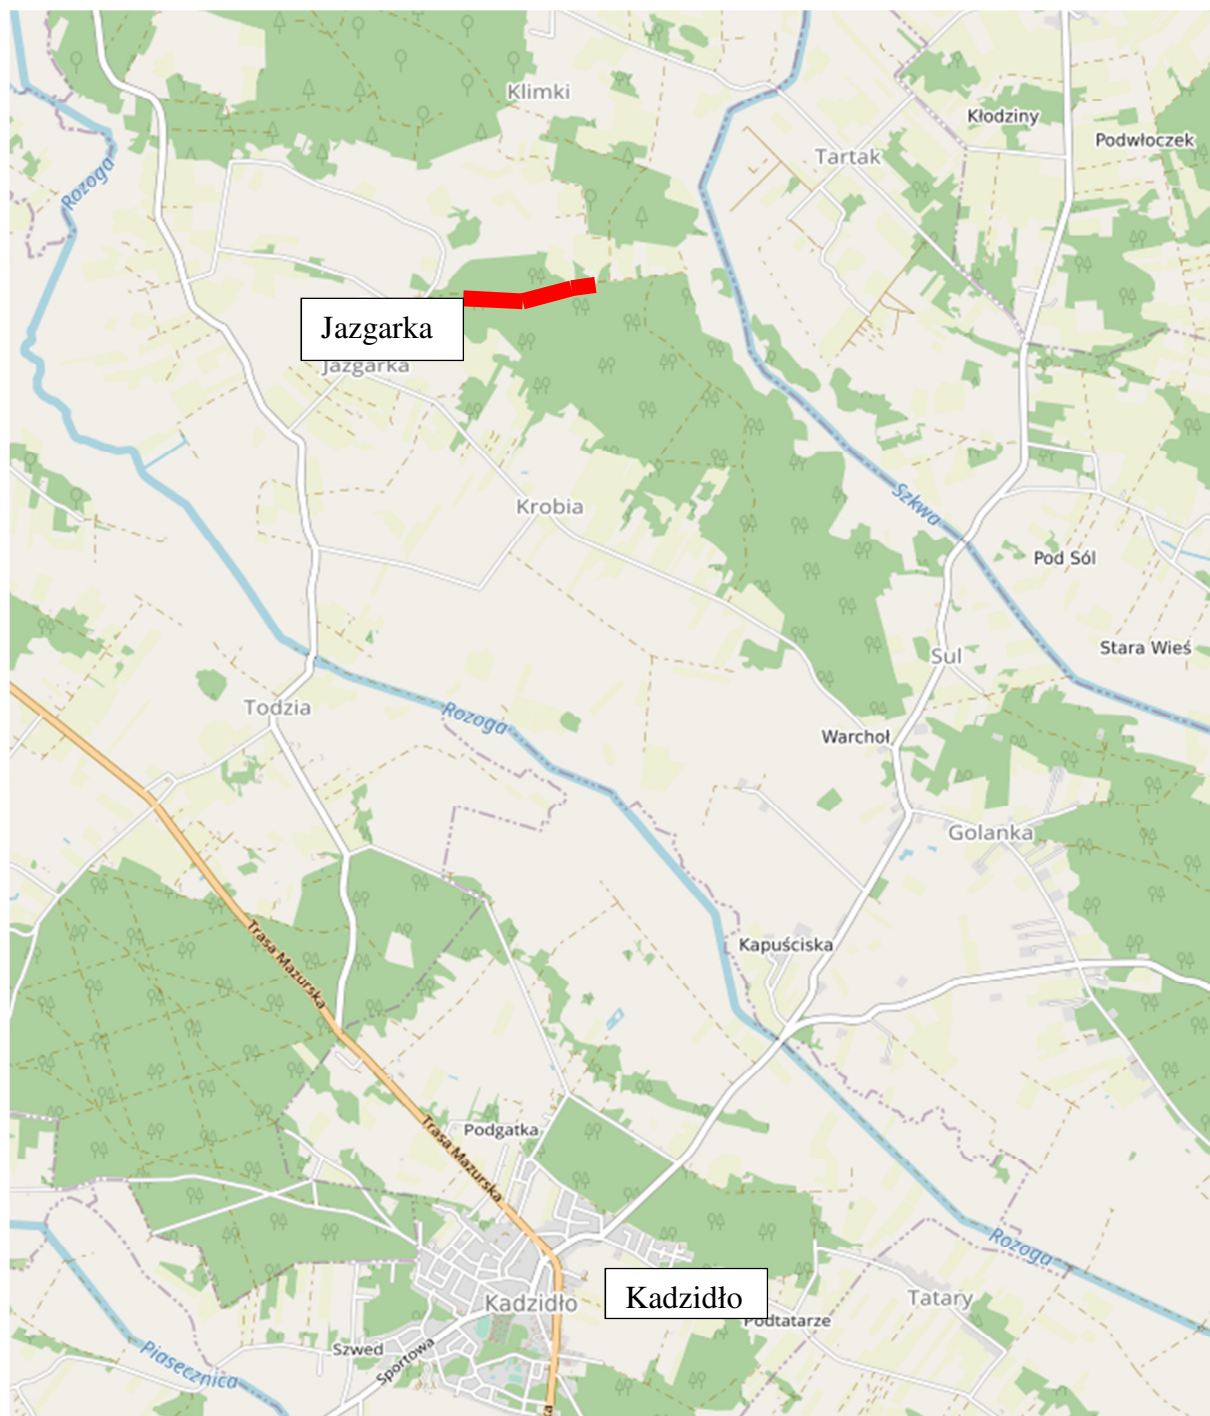 Klimki
Kłodziny
Podwłoczek
Tartak
Rozoga
Jazgarka
Jazgarka
Krobia
Szkwa
Pod Sól
Stara Wieś
Sul
Todzia
Rozoga
Warchoł
Golanka
Trasa Mazurska
Kapuściska
Podgatka
Trasa Mazurska
Rozoga
Kadzidło
Kadzidło
Tatary
Podtatarze
Szwed
Sportowa
Piasecznica